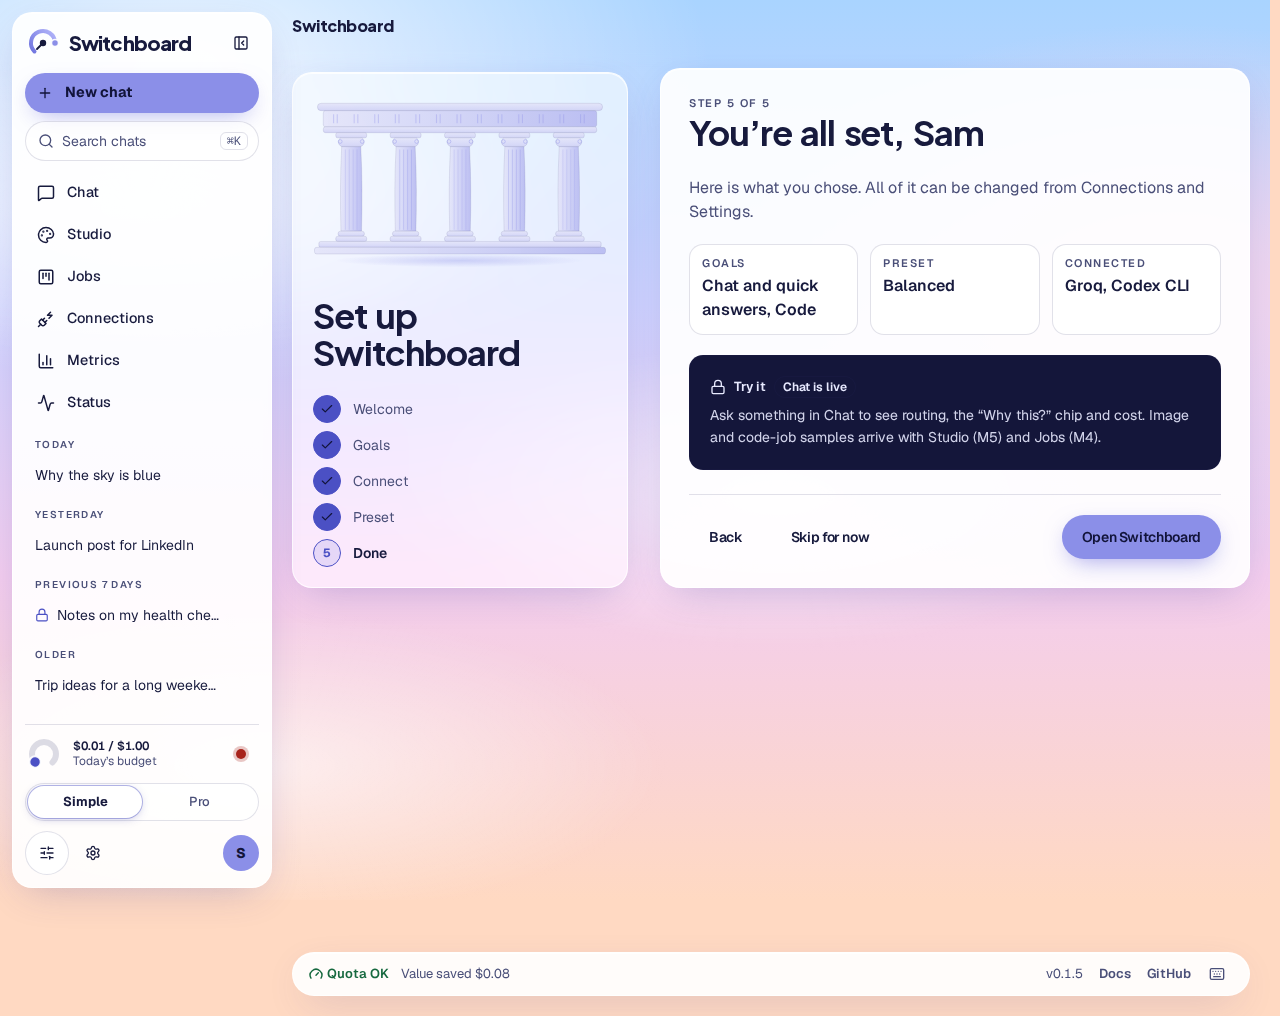 Switchboard
New chat
Search chats ⌘K
Chat
Studio
Jobs
Connections
Metrics
Status
TODAY
Why the sky is blue
YESTERDAY
Launch post for LinkedIn
PREVIOUS 7 DAYS
Notes on my health che…
OLDER
Trip ideas for a long weeke…
$0.01 / $1.00
Today's budget
Simple Pro
S
Switchboard
Set up
Switchboard
Welcome
Goals
Connect
Preset
5 Done
STEP 5 OF 5
You’re all set, Sam
Here is what you chose. All of it can be changed from Connections and
Settings.
GOALS
Chat and quick
answers, Code
PRESET
Balanced
CONNECTED
Groq, Codex CLI
Try it Chat is live
Ask something in Chat to see routing, the “Why this?” chip and cost. Image
and code-job samples arrive with Studio (M5) and Jobs (M4).
Back Skip for now Open Switchboard
Quota OK Value saved $0.08 v0.1.5 Docs GitHub